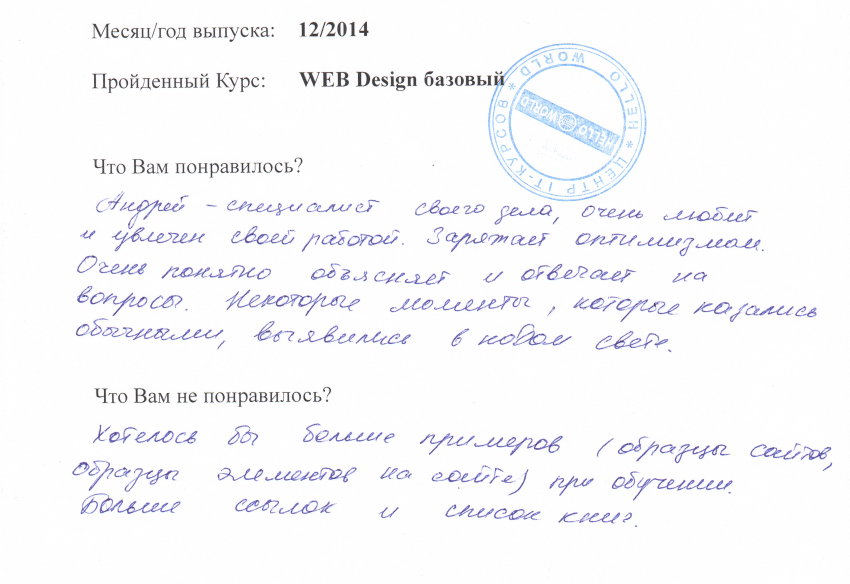 Месяц/год выпуска: 12/2014
Пройденный Курс: WEB Design базовый
ЦЕНТР IT-КУРСОВ * HELLO WORLD *
HELLO WORLD
Что Вам понравилось?
Андрей – специалист своего дела, очень любит
и увлечен своей работой. Заряжает оптимизмом.
Очень понятно объясняет и отвечает на
вопросы. Некоторые моменты, которые казались
обычными, выявились в новом свете.
Что Вам не понравилось?
Хотелось бы больше примеров (образцы сайтов,
образцы элементов на сайте) при обучении.
Больше ссылок и список книг.